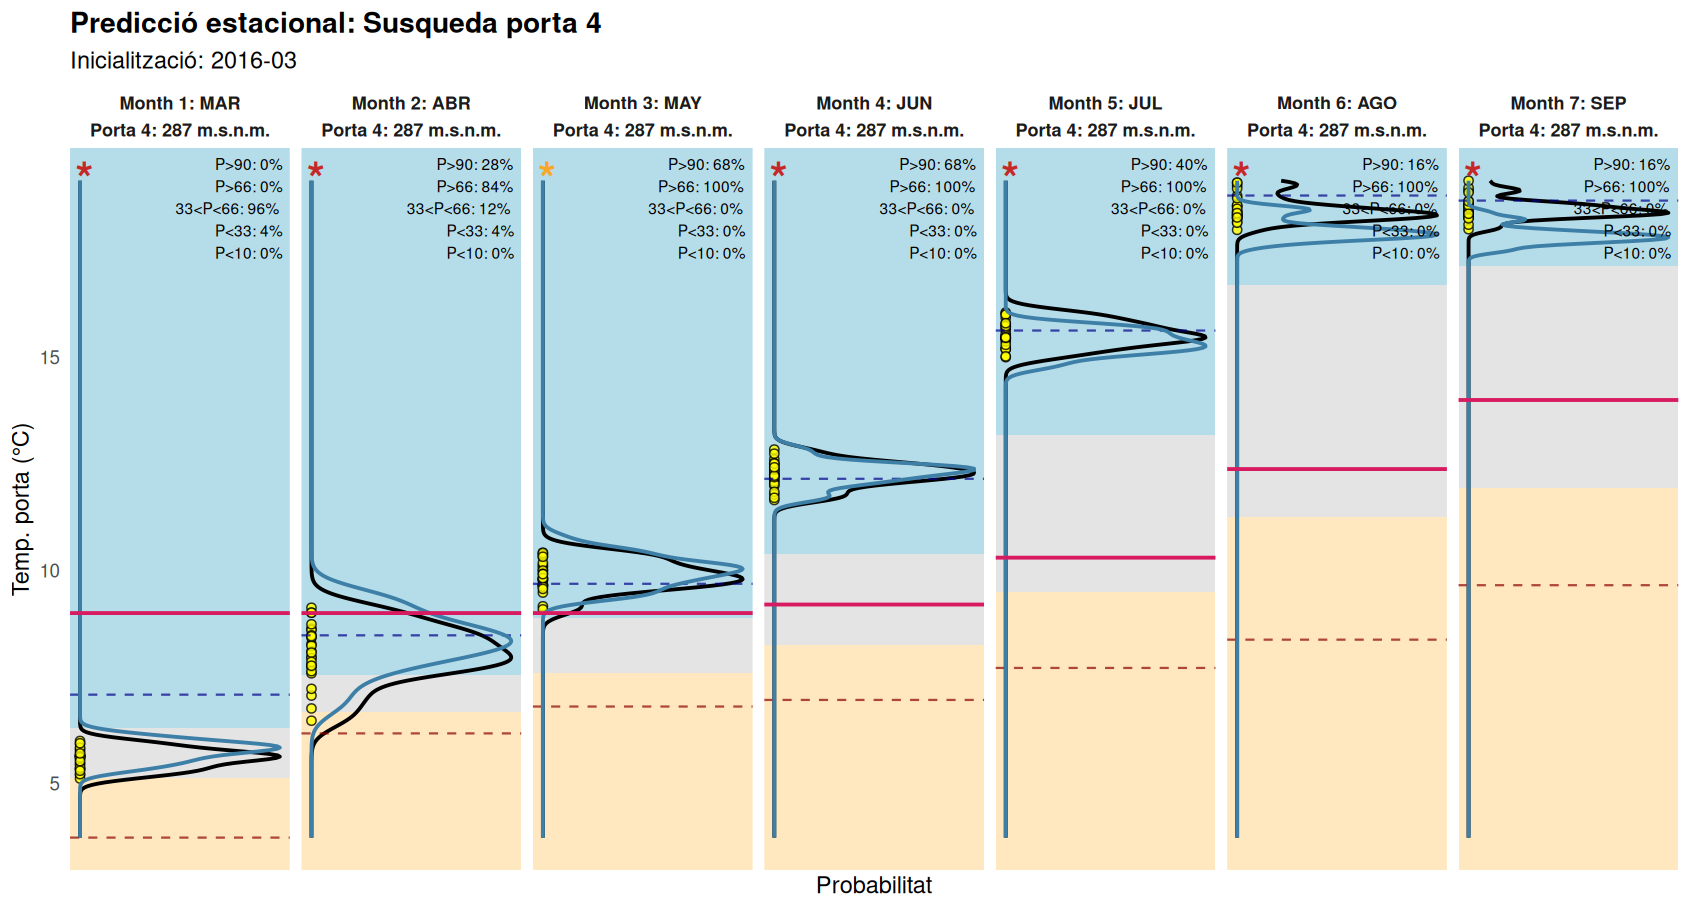 Predicció estacional: Susqueda porta 4
Inicialització: 2016-03
Month 1: MAR
Porta 4: 287 m.s.n.m.
Month 2: ABR
Porta 4: 287 m.s.n.m.
Month 3: MAY
Porta 4: 287 m.s.n.m.
Month 4: JUN
Porta 4: 287 m.s.n.m.
Month 5: JUL
Porta 4: 287 m.s.n.m.
Month 6: AGO
Porta 4: 287 m.s.n.m.
Month 7: SEP
Porta 4: 287 m.s.n.m.
*
P>90: 0%
P>66: 0%
33<P<66: 96%
P<33: 4%
P<10: 0%
*
P>90: 28%
P>66: 84%
33<P<66: 12%
P<33: 4%
P<10: 0%
*
P>90: 68%
P>66: 100%
33<P<66: 0%
P<33: 0%
P<10: 0%
*
P>90: 68%
P>66: 100%
33<P<66: 0%
P<33: 0%
P<10: 0%
*
P>90: 40%
P>66: 100%
33<P<66: 0%
P<33: 0%
P<10: 0%
*
P>90: 16%
P>66: 100%
33<P<66: 0%
P<33: 0%
P<10: 0%
*
P>90: 16%
P>66: 100%
33<P<66: 0%
P<33: 0%
P<10: 0%
15
10
5
Temp. porta (°C)
Probabilitat